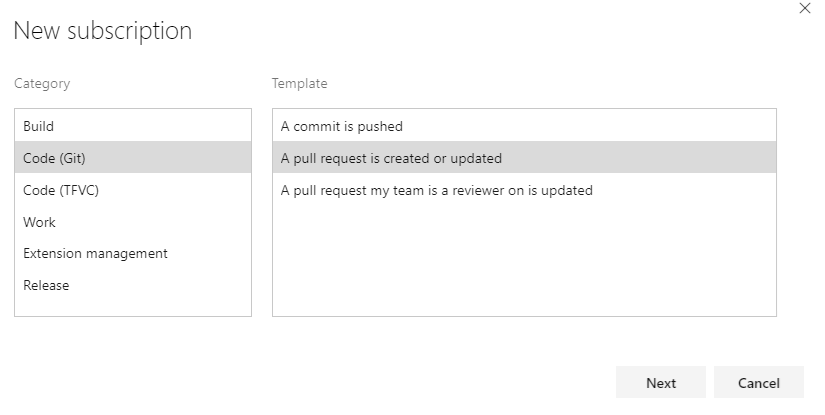 New subscription
Category
Template
Build
Code (Git)
Code (TFVC)
Work
Extension management
Release
A commit is pushed
A pull request is created or updated
A pull request my team is a reviewer on is updated
Next
Cancel